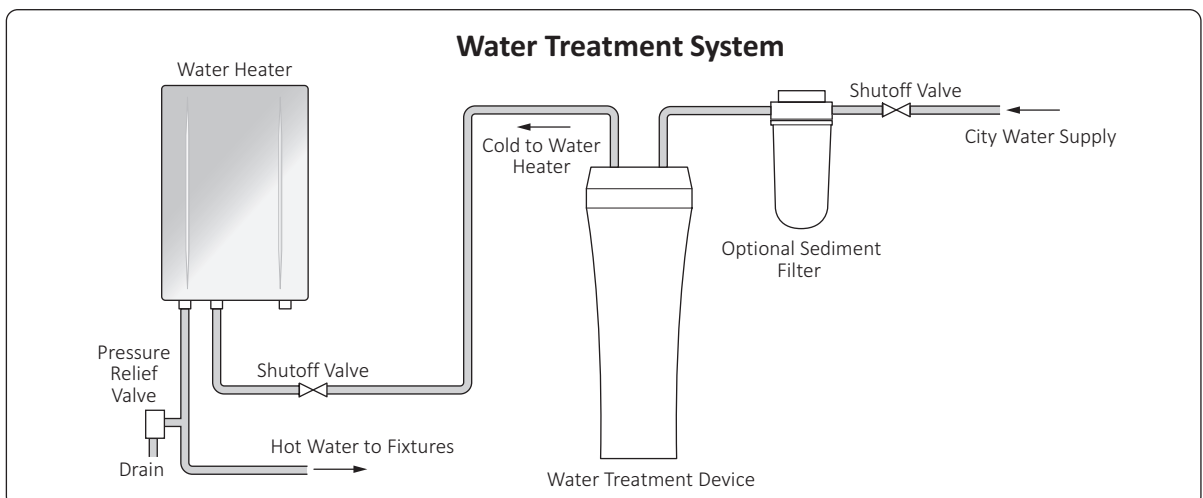 Water Treatment System
Water Heater
Shutoff Valve
City Water Supply
Cold to Water
Heater
Optional Sediment
Filter
Pressure
Relief
Valve
Shutoff Valve
Drain
Hot Water to Fixtures
Water Treatment Device